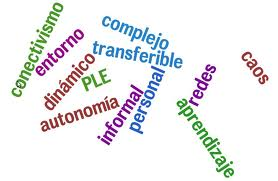 conectivismo
entorno
complejo
transferible
dinámico
PLE
autonomía
informal
personal
redes
aprendizaje
caos